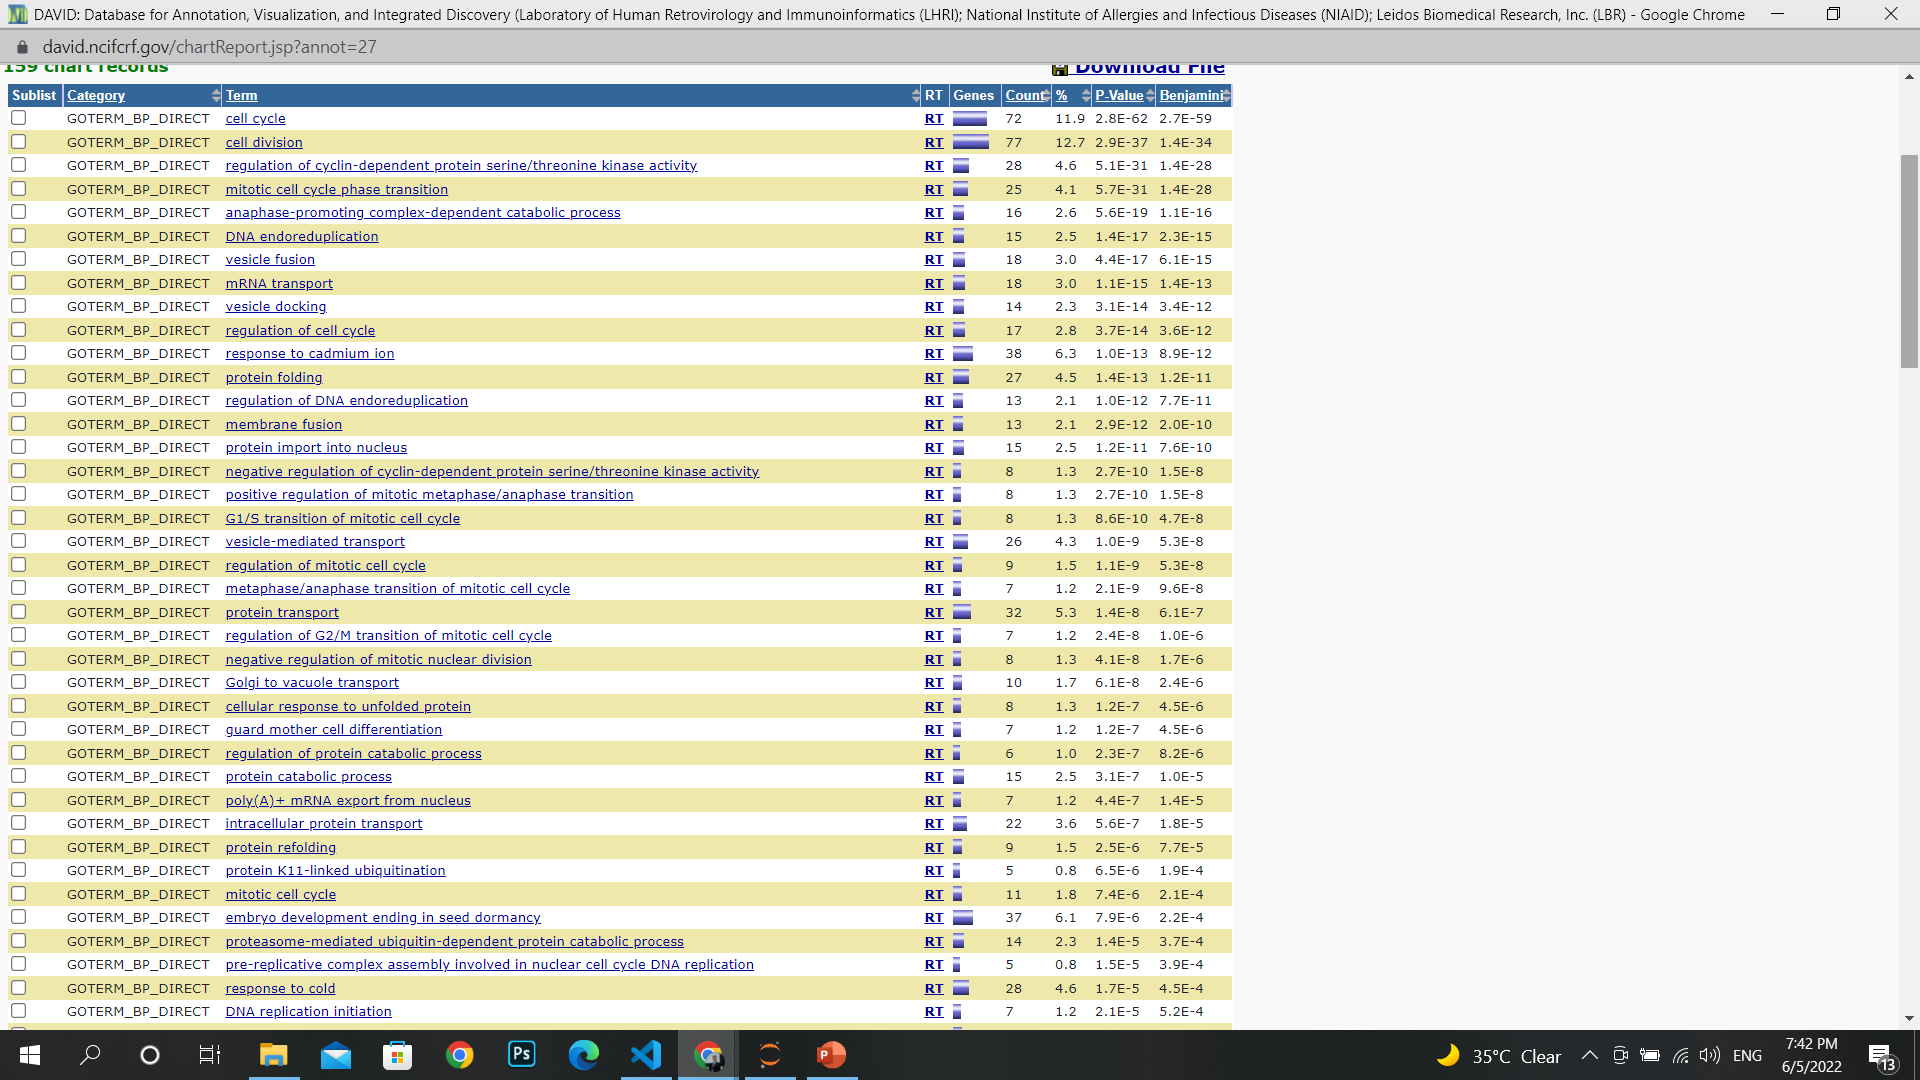 DAVID: Database for Annotation, Visualization, and Integrated Discovery (Laboratory of Human Retrovirology and Immunoinformatics (LHRI); National Institute of Allergies and Infectious Diseases (NIAID); Leidos Biomedical Research, Inc. (LBR) - Google Chrome
david.ncifcrf.gov/chartReport.jsp?annot=27
159 chart records Download File
Sublist Category Term RT Genes Count % P-Value Benjamini
GOTERM_BP_DIRECT cell cycle RT 72 11.9 2.8E-62 2.7E-59
GOTERM_BP_DIRECT cell division RT 77 12.7 2.9E-37 1.4E-34
GOTERM_BP_DIRECT regulation of cyclin-dependent protein serine/threonine kinase activity RT 28 4.6 5.1E-31 1.4E-28
GOTERM_BP_DIRECT mitotic cell cycle phase transition RT 25 4.1 5.7E-31 1.4E-28
GOTERM_BP_DIRECT anaphase-promoting complex-dependent catabolic process RT 16 2.6 5.6E-19 1.1E-16
GOTERM_BP_DIRECT DNA endoreduplication RT 15 2.5 1.4E-17 2.3E-15
GOTERM_BP_DIRECT vesicle fusion RT 18 3.0 4.4E-17 6.1E-15
GOTERM_BP_DIRECT mRNA transport RT 18 3.0 1.1E-15 1.4E-13
GOTERM_BP_DIRECT vesicle docking RT 14 2.3 3.1E-14 3.4E-12
GOTERM_BP_DIRECT regulation of cell cycle RT 17 2.8 3.7E-14 3.6E-12
GOTERM_BP_DIRECT response to cadmium ion RT 38 6.3 1.0E-13 8.9E-12
GOTERM_BP_DIRECT protein folding RT 27 4.5 1.4E-13 1.2E-11
GOTERM_BP_DIRECT regulation of DNA endoreduplication RT 13 2.1 1.0E-12 7.7E-11
GOTERM_BP_DIRECT membrane fusion RT 13 2.1 2.9E-12 2.0E-10
GOTERM_BP_DIRECT protein import into nucleus RT 15 2.5 1.2E-11 7.6E-10
GOTERM_BP_DIRECT negative regulation of cyclin-dependent protein serine/threonine kinase activity RT 8 1.3 2.7E-10 1.5E-8
GOTERM_BP_DIRECT positive regulation of mitotic metaphase/anaphase transition RT 8 1.3 2.7E-10 1.5E-8
GOTERM_BP_DIRECT G1/S transition of mitotic cell cycle RT 8 1.3 8.6E-10 4.7E-8
GOTERM_BP_DIRECT vesicle-mediated transport RT 26 4.3 1.0E-9 5.3E-8
GOTERM_BP_DIRECT regulation of mitotic cell cycle RT 9 1.5 1.1E-9 5.3E-8
GOTERM_BP_DIRECT metaphase/anaphase transition of mitotic cell cycle RT 7 1.2 2.1E-9 9.6E-8
GOTERM_BP_DIRECT protein transport RT 32 5.3 1.4E-8 6.1E-7
GOTERM_BP_DIRECT regulation of G2/M transition of mitotic cell cycle RT 7 1.2 2.4E-8 1.0E-6
GOTERM_BP_DIRECT negative regulation of mitotic nuclear division RT 8 1.3 4.1E-8 1.7E-6
GOTERM_BP_DIRECT Golgi to vacuole transport RT 10 1.7 6.1E-8 2.4E-6
GOTERM_BP_DIRECT cellular response to unfolded protein RT 8 1.3 1.2E-7 4.5E-6
GOTERM_BP_DIRECT guard mother cell differentiation RT 7 1.2 1.2E-7 4.5E-6
GOTERM_BP_DIRECT regulation of protein catabolic process RT 6 1.0 2.3E-7 8.2E-6
GOTERM_BP_DIRECT protein catabolic process RT 15 2.5 3.1E-7 1.0E-5
GOTERM_BP_DIRECT poly(A)+ mRNA export from nucleus RT 7 1.2 4.4E-7 1.4E-5
GOTERM_BP_DIRECT intracellular protein transport RT 22 3.6 5.6E-7 1.8E-5
GOTERM_BP_DIRECT protein refolding RT 9 1.5 2.5E-6 7.7E-5
GOTERM_BP_DIRECT protein K11-linked ubiquitination RT 5 0.8 6.5E-6 1.9E-4
GOTERM_BP_DIRECT mitotic cell cycle RT 11 1.8 7.4E-6 2.1E-4
GOTERM_BP_DIRECT embryo development ending in seed dormancy RT 37 6.1 7.9E-6 2.2E-4
GOTERM_BP_DIRECT proteasome-mediated ubiquitin-dependent protein catabolic process RT 14 2.3 1.4E-5 3.7E-4
GOTERM_BP_DIRECT pre-replicative complex assembly involved in nuclear cell cycle DNA replication RT 5 0.8 1.5E-5 3.9E-4
GOTERM_BP_DIRECT response to cold RT 28 4.6 1.7E-5 4.5E-4
GOTERM_BP_DIRECT DNA replication initiation RT 7 1.2 2.1E-5 5.2E-4
Ps
P
35°C Clear
ENG
7:42 PM
6/5/2022
13